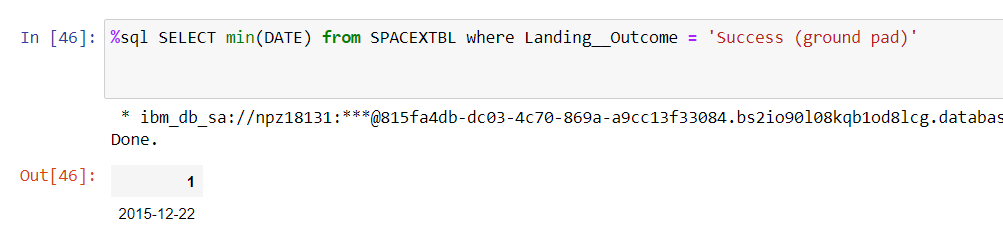 In [46]: %sql SELECT min(DATE) from SPACEXTBL where Landing__Outcome = 'Success (ground pad)'
* ibm_db_sa://npz18131:***@815fa4db-dc03-4c70-869a-a9cc13f33084.bs2io90l08kqb1od8lcg.databas
Done.
Out[46]: 1
2015-12-22